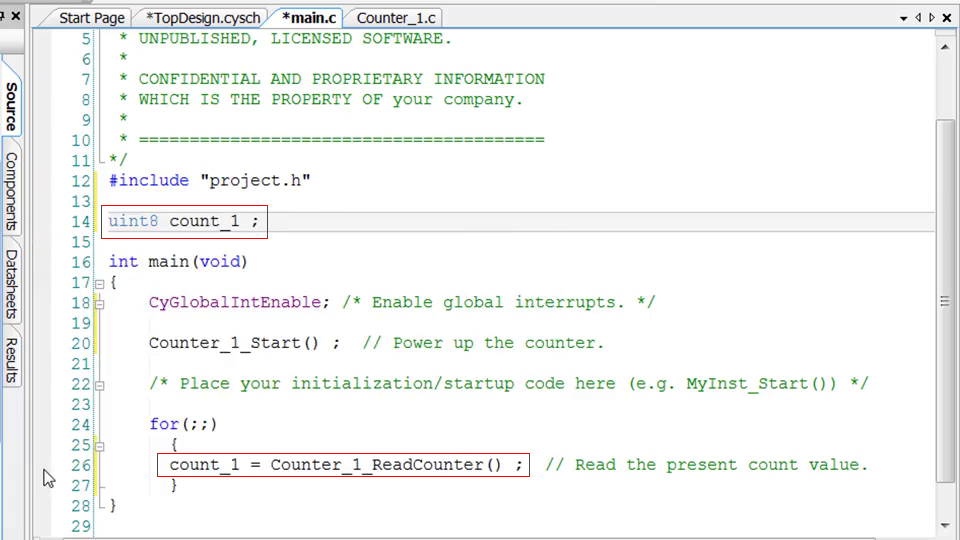 Start Page
*TopDesign.cysch
*main.c
Counter_1.c
Source
Components
Datasheets
Results
5 * UNPUBLISHED, LICENSED SOFTWARE.
6 *
7 * CONFIDENTIAL AND PROPRIETARY INFORMATION
8 * WHICH IS THE PROPERTY OF your company.
9 *
10 * ========================================
11 */
12 #include "project.h"
13
14 uint8 count_1 ;
15
16 int main(void)
17 {
18 CyGlobalIntEnable; /* Enable global interrupts. */
19
20 Counter_1_Start() ; // Power up the counter.
21
22 /* Place your initialization/startup code here (e.g. MyInst_Start()) */
23
24 for(;;)
25 {
26 count_1 = Counter_1_ReadCounter() ; // Read the present count value.
27 }
28 }
29